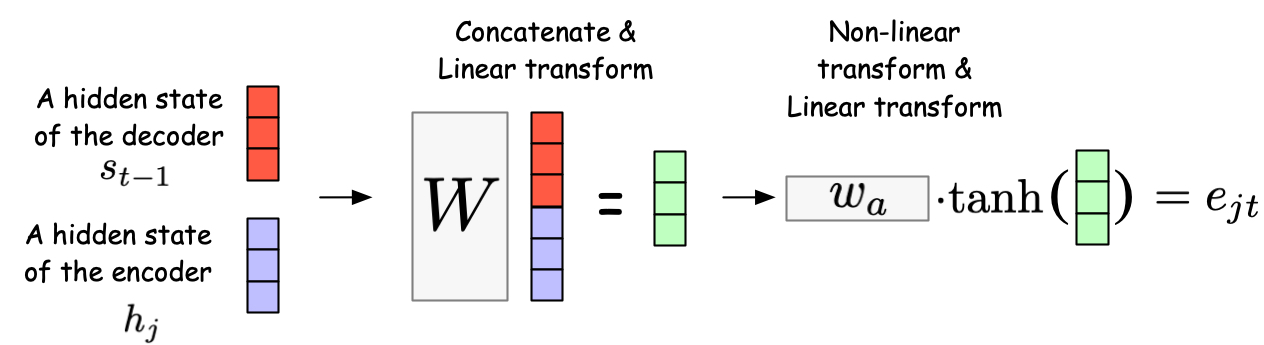 Concatenate &
Linear transform
Non-linear
transform &
Linear transform
A hidden state
of the decoder
s_{t-1}
A hidden state
of the encoder
h_j
W
=
w_a · tanh( ) = e_{jt}